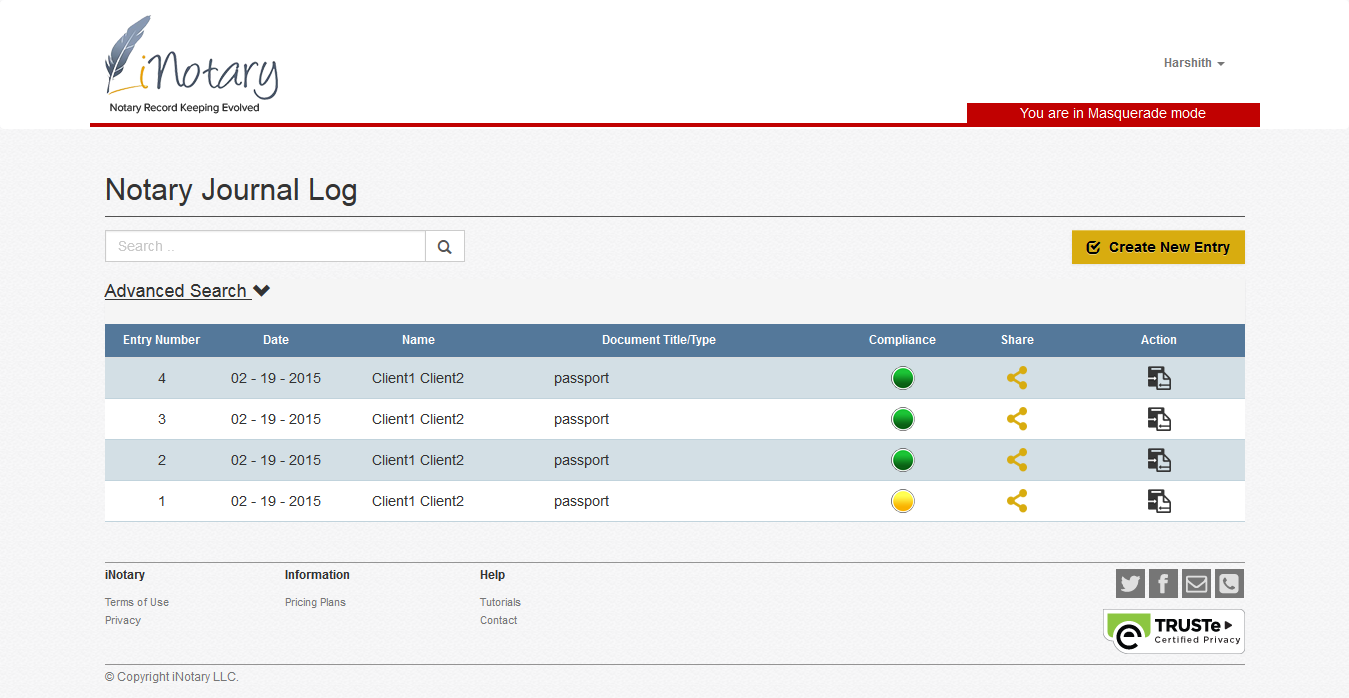 iNotary
Notary Record Keeping Evolved
Harshith
You are in Masquerade mode
Notary Journal Log
Search ..
Create New Entry
Advanced Search
Entry Number Date Name Document Title/Type Compliance Share Action
4 02 - 19 - 2015 Client1 Client2 passport
3 02 - 19 - 2015 Client1 Client2 passport
2 02 - 19 - 2015 Client1 Client2 passport
1 02 - 19 - 2015 Client1 Client2 passport
iNotary Information Help
Terms of Use Pricing Plans Tutorials
Privacy Contact
e TRUSTe
Certified Privacy
© Copyright iNotary LLC.